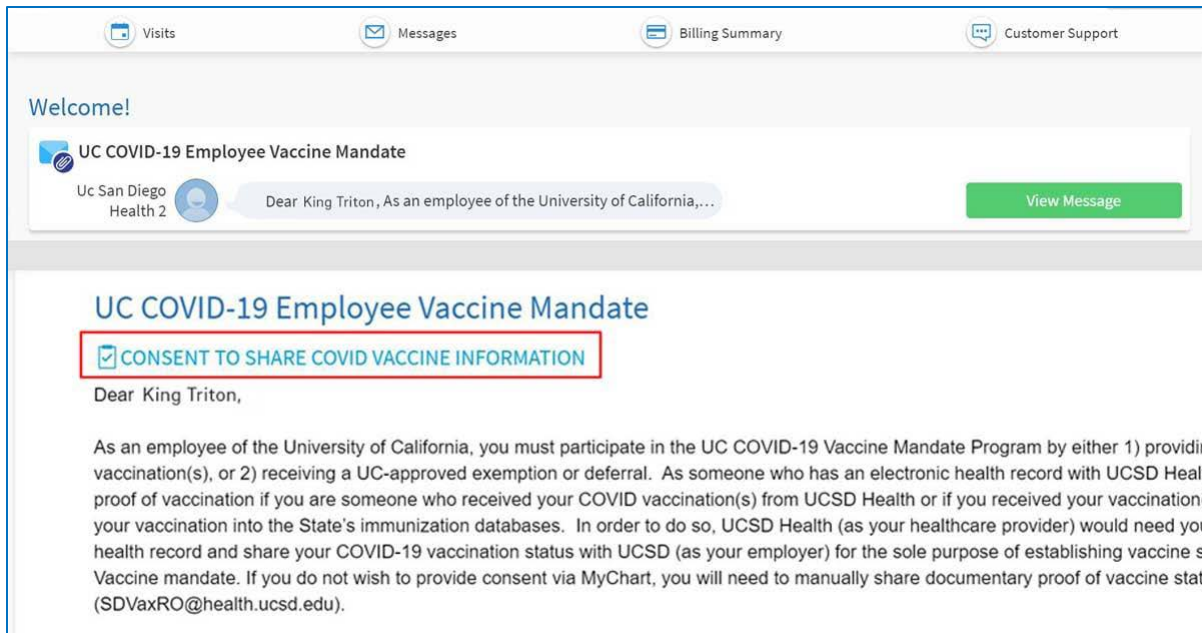 Visits Messages Billing Summary Customer Support
Welcome!
UC COVID-19 Employee Vaccine Mandate
Uc San Diego
Health 2
Dear King Triton, As an employee of the University of California,...
View Message
UC COVID-19 Employee Vaccine Mandate
CONSENT TO SHARE COVID VACCINE INFORMATION
Dear King Triton,
As an employee of the University of California, you must participate in the UC COVID-19 Vaccine Mandate Program by either 1)
vaccination(s), or 2) receiving a UC-approved exemption or deferral. As someone who has an electronic health record with UCSD
proof of vaccination if you are someone who received your COVID vaccination(s) from UCSD Health or if you received your
your vaccination into the State's immunization databases. In order to do so, UCSD Health (as your healthcare provider) would need
health record and share your COVID-19 vaccination status with UCSD (as your employer) for the sole purpose of establishing vaccine
Vaccine mandate. If you do not wish to provide consent via MyChart, you will need to manually share documentary proof of vaccine
(SDVaxRO@health.ucsd.edu).